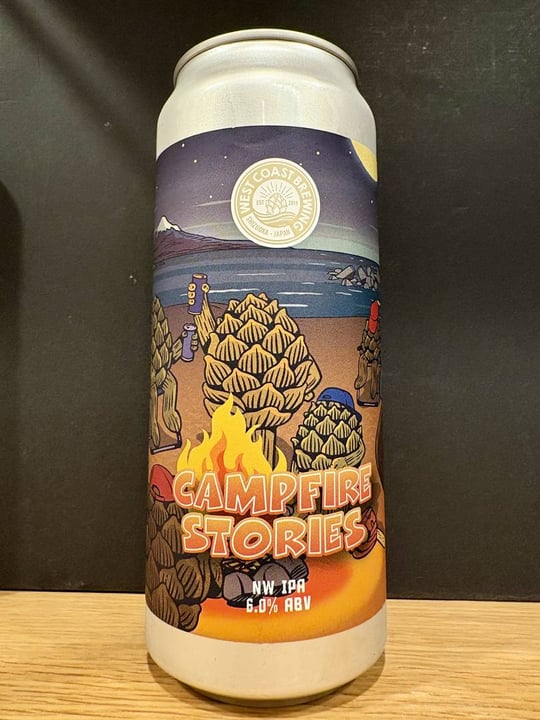 WEST COAST BREWING
EST 2019
SHIZUOKA - JAPAN
CAMPFIRE
STORIES
NW IPA
6.0% ABV